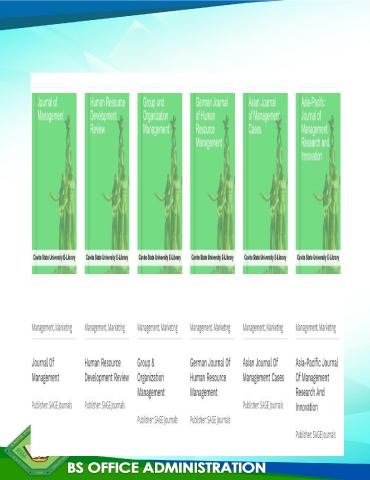 Journal of
Management
Human Resource
Development
Review
Group and
Organization
Management
German Journal
of Human
Resource
Management
Asian Journal
of Management
Cases
Asia-Pacific
Journal of
Management
Research and
Innovation
Cavite State University E-Library
Cavite State University E-Library
Cavite State University E-Library
Cavite State University E-Library
Cavite State University E-Library
Cavite State University E-Library
Management, Marketing
Management, Marketing
Management, Marketing
Management, Marketing
Management, Marketing
Management, Marketing
Journal Of
Management
Publisher: SAGE Journals
Human Resource
Development Review
Publisher: SAGE Journals
Group &
Organization
Management
Publisher: SAGE Journals
German Journal Of
Human Resource
Management
Publisher: SAGE Journals
Asian Journal Of
Management Cases
Publisher: SAGE Journals
Asia-Pacific Journal
Of Management
Research And
Innovation
Publisher: SAGE Journals
BS OFFICE ADMINISTRATION